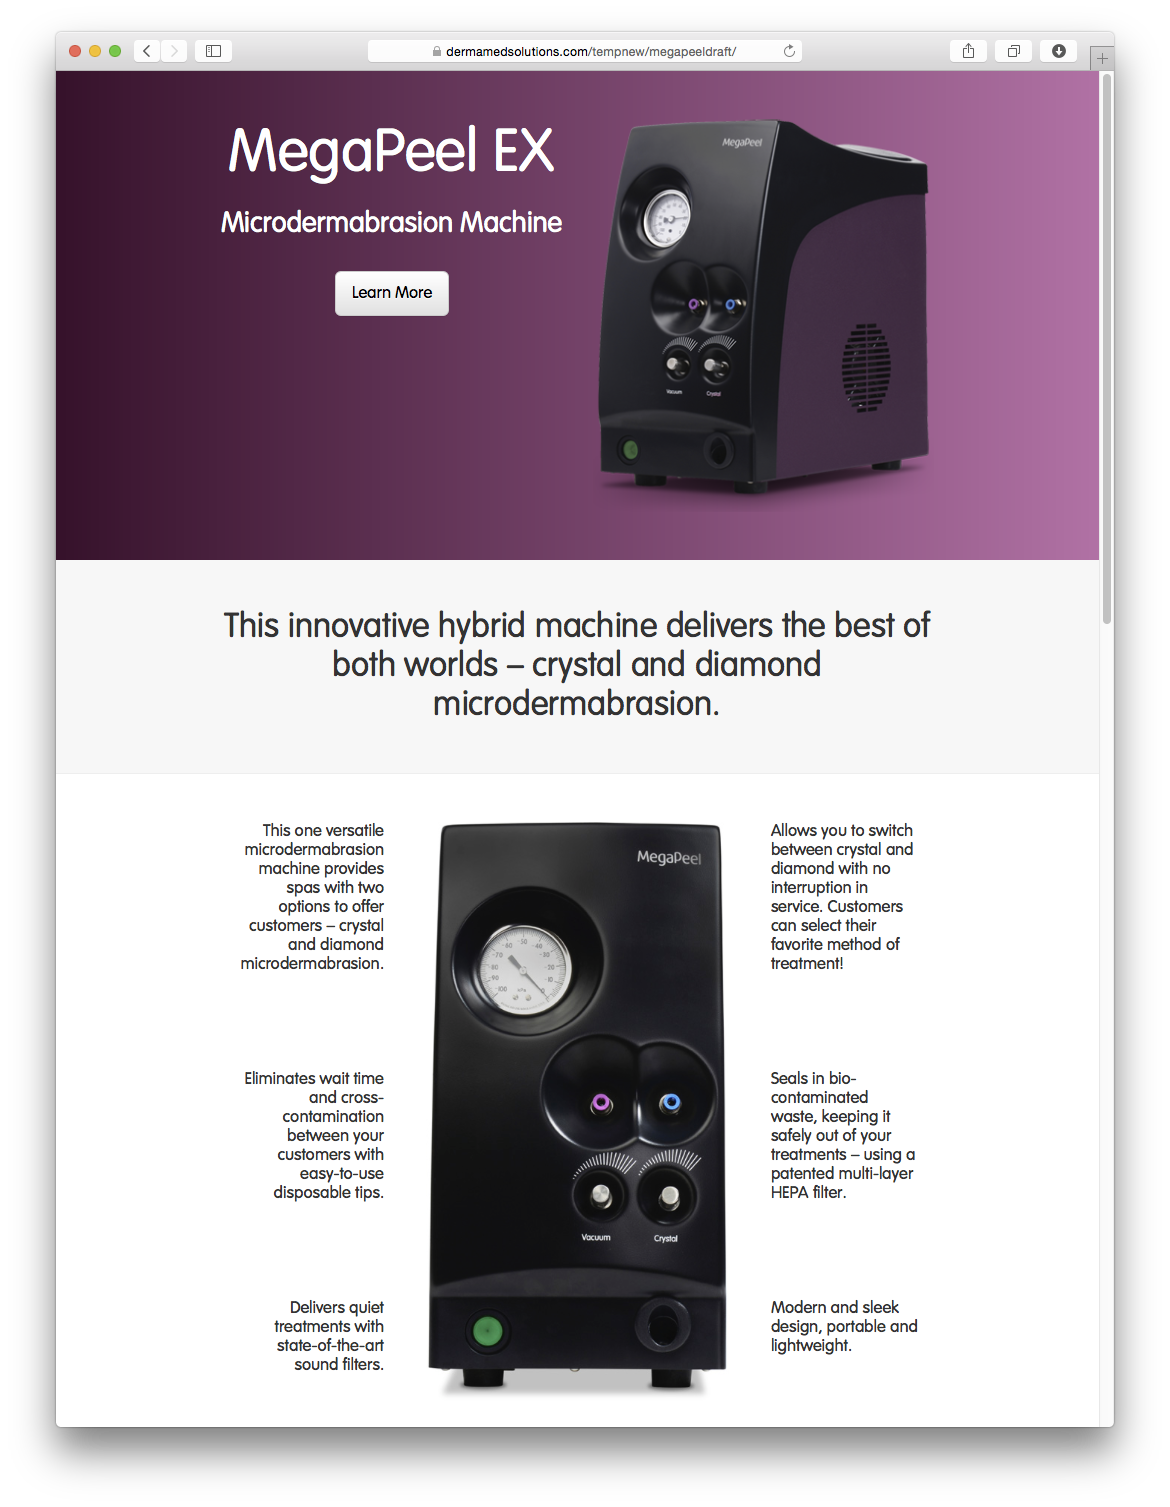 dermamedsolutions.com/tempnew/megapeeldraft/
MegaPeel EX
Microdermabrasion Machine
Learn More
MegaPeel
Vacuum
Crystal
This innovative hybrid machine delivers the best of
both worlds – crystal and diamond
microdermabrasion.
This one versatile
microdermabrasion
machine provides
spas with two
options to offer
customers – crystal
and diamond
microdermabrasion.
Eliminates wait time
and cross-
contamination
between your
customers with
easy-to-use
disposable tips.
Delivers quiet
treatments with
state-of-the-art
sound filters.
MegaPeel
Vacuum
Crystal
Allows you to switch
between crystal and
diamond with no
interruption in
service. Customers
can select their
favorite method of
treatment!
Seals in bio-
contaminated
waste, keeping it
safely out of your
treatments – using a
patented multi-layer
HEPA filter.
Modern and sleek
design, portable and
lightweight.